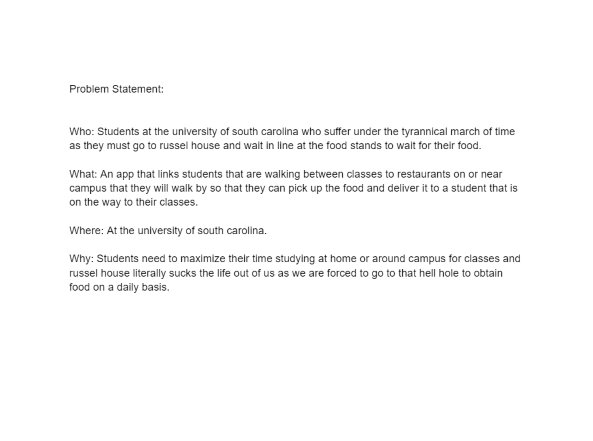 Problem Statement:
Who: Students at the university of south carolina who suffer under the tyrannical march of time
as they must go to russel house and wait in line at the food stands to wait for their food.
What: An app that links students that are walking between classes to restaurants on or near
campus that they will walk by so that they can pick up the food and deliver it to a student that is
on the way to their classes.
Where: At the university of south carolina.
Why: Students need to maximize their time studying at home or around campus for classes and
russel house literally sucks the life out of us as we are forced to go to that hell hole to obtain
food on a daily basis.